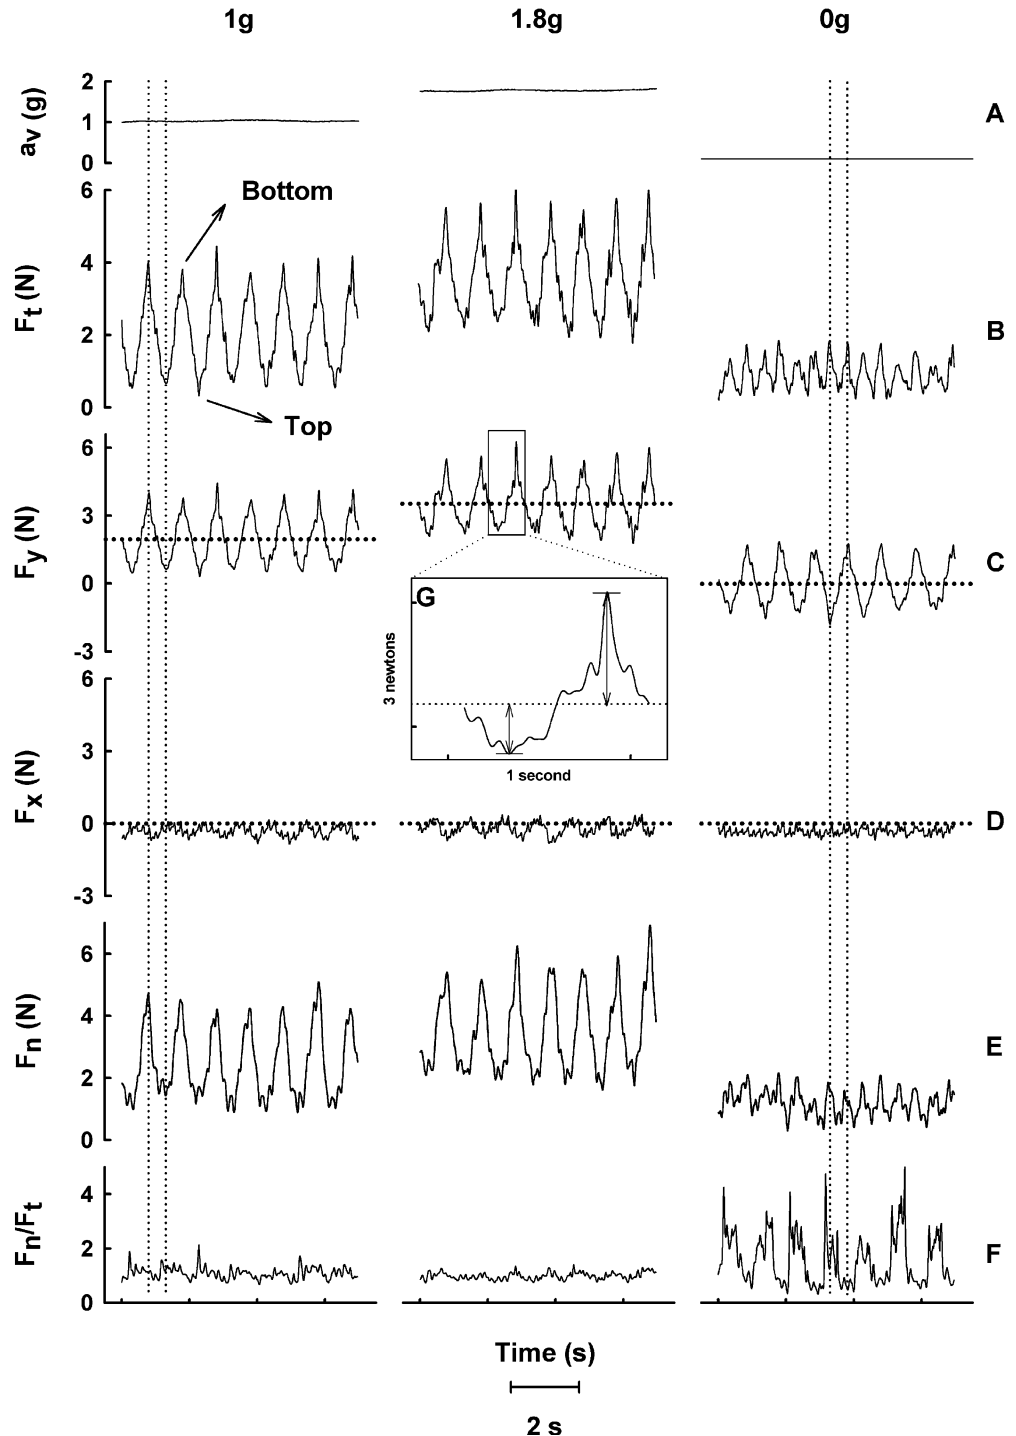 1g 1.8g 0g
2
1
0
av (g)
A
Bottom
6
4
2
0
Ft (N)
B
Top
6
3
0
-3
Fy (N)
C
G
3 newtons
1 second
6
3
0
-3
Fx (N)
D
6
4
2
0
Fn (N)
E
4
2
0
Fn/Ft
F
Time (s)
2 s